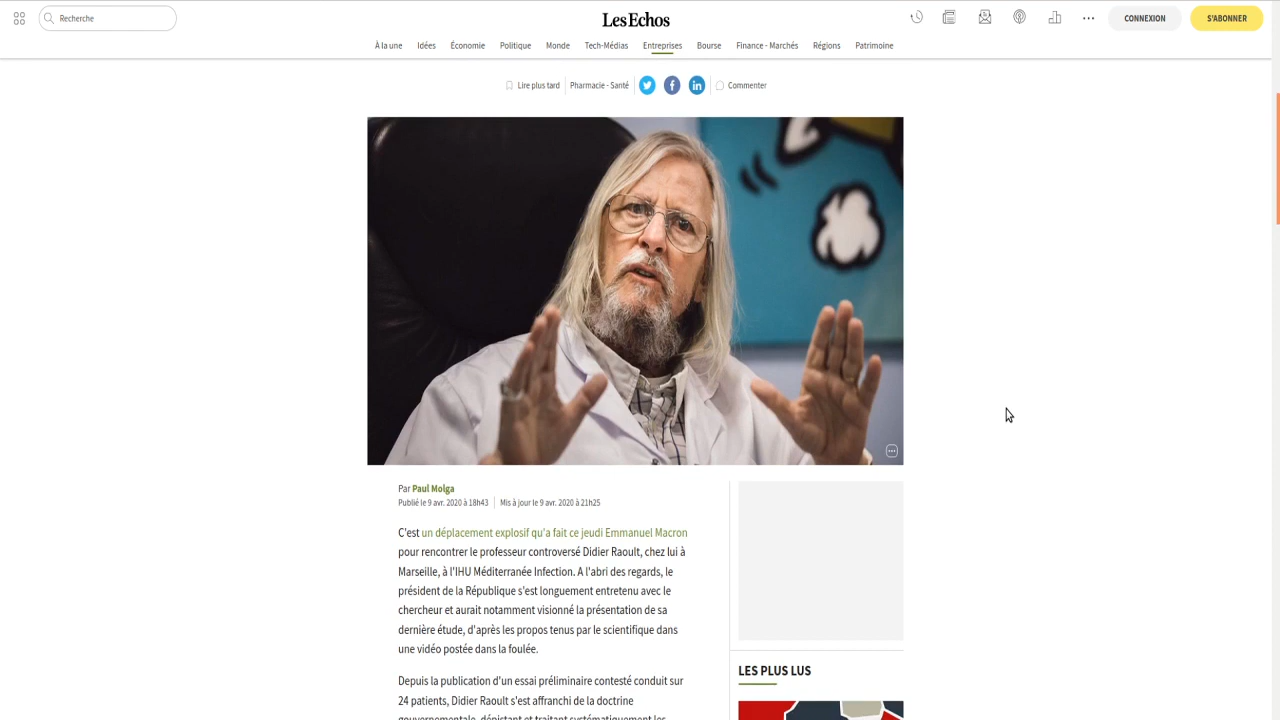 Recherche
Les Echos
CONNEXION
S'ABONNER
À la une
Idées
Économie
Politique
Monde
Tech-Médias
Entreprises
Bourse
Finance - Marchés
Régions
Patrimoine
Lire plus tard
Pharmacie - Santé
Commenter
Par Paul Molga
Publié le 9 avr. 2020 à 18h43
Mis à jour le 9 avr. 2020 à 21h25
C'est un déplacement explosif qu'a fait ce jeudi Emmanuel Macron
pour rencontrer le professeur controversé Didier Raoult, chez lui à
Marseille, à l'IHU Méditerranée Infection. A l'abri des regards, le
président de la République s'est longuement entretenu avec le
chercheur et aurait notamment visionné la présentation de sa
dernière étude, d'après les propos tenus par le scientifique dans
une vidéo postée dans la foulée.
Depuis la publication d'un essai préliminaire contesté conduit sur
24 patients, Didier Raoult s'est affranchi de la doctrine
gouvernementale, dépistant et traitant systématiquement les
LES PLUS LUS